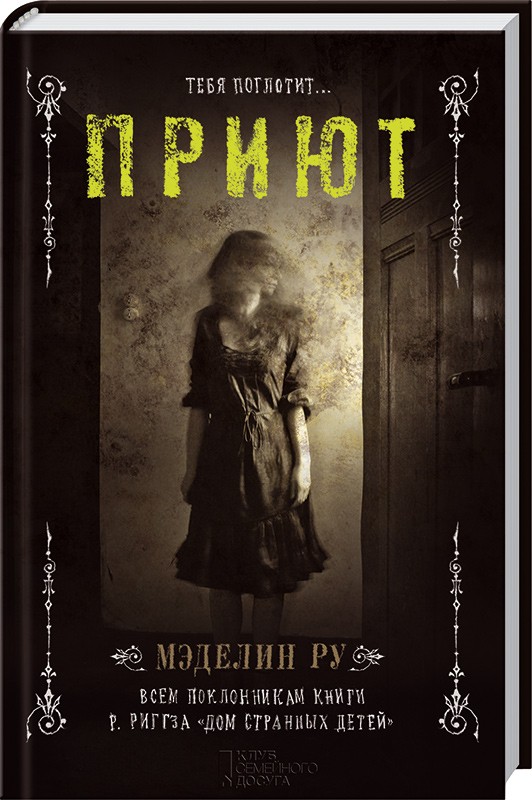 ТЕБЯ ПОГЛОТИТ...
ПРИЮТ
МЭДЕЛИН РУ
ВСЕМ ПОКЛОННИКАМ КНИГИ
Р. РИГГЗА «ДОМ СТРАННЫХ ДЕТЕЙ»
КЛУБ
СЕМЕЙНОГО
ДОСУГА